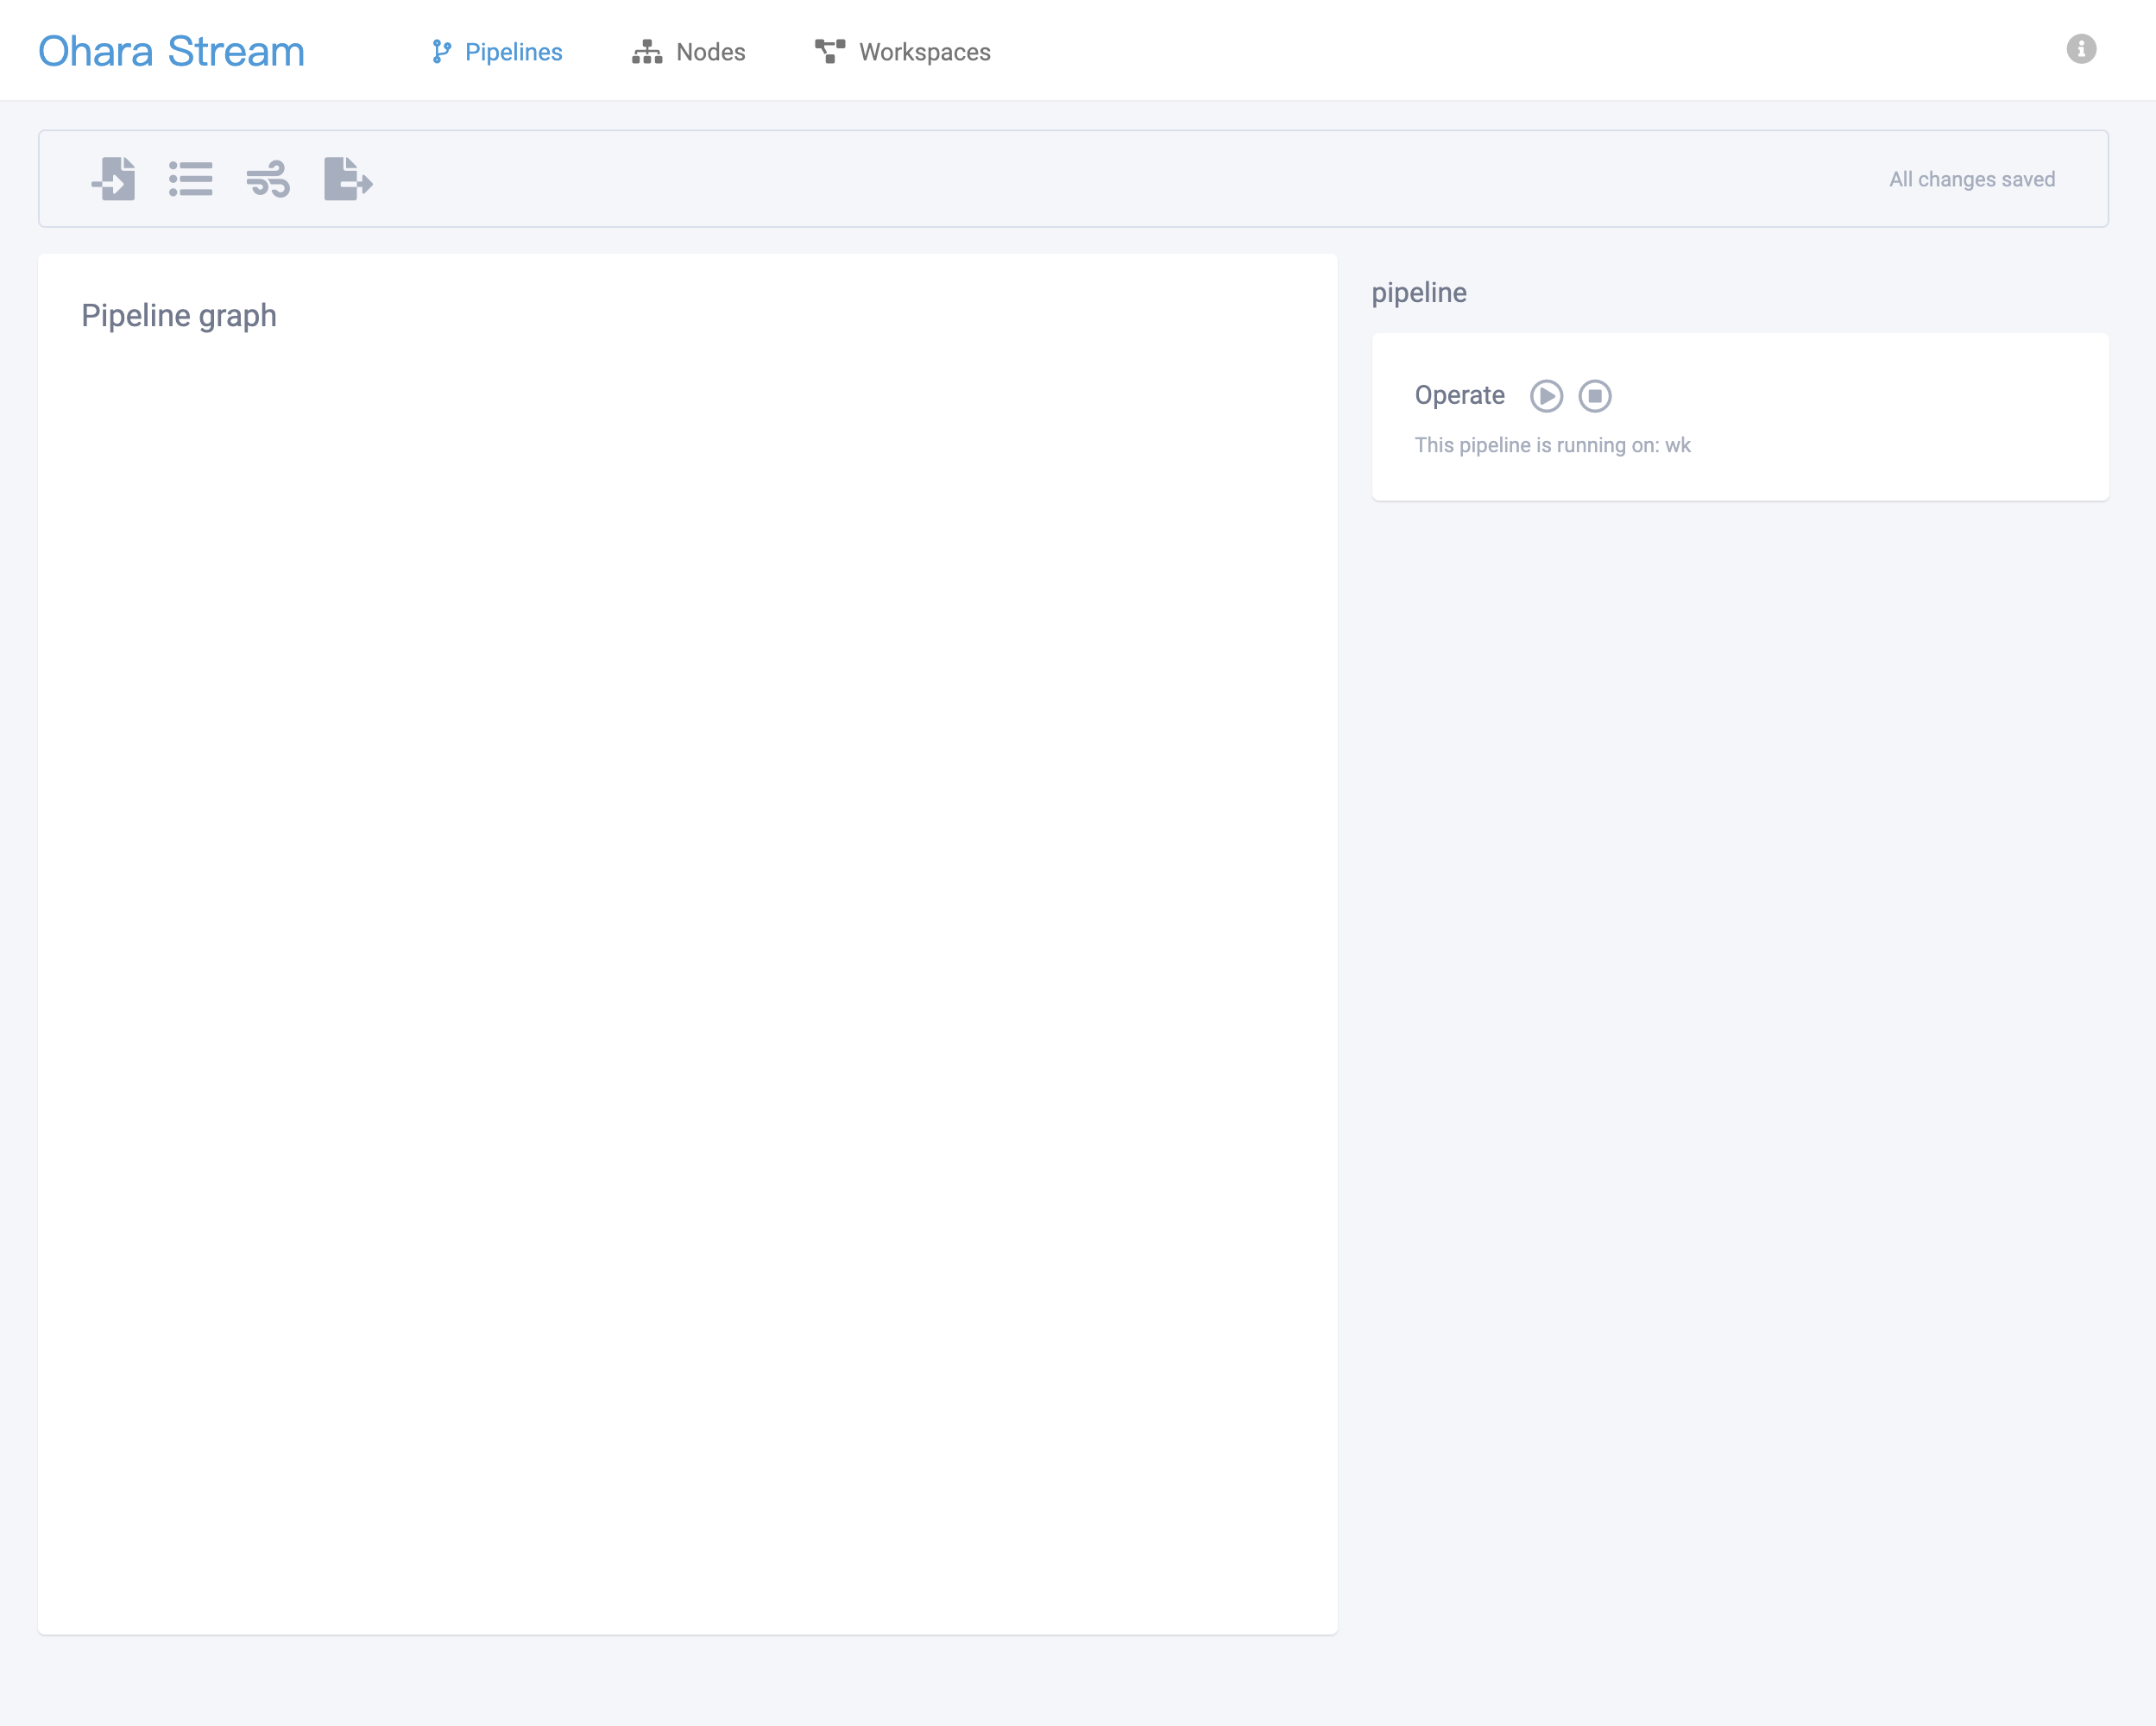 Ohara Stream
Pipelines
Nodes
Workspaces
All changes saved
Pipeline graph
pipeline
Operate
This pipeline is running on: wk